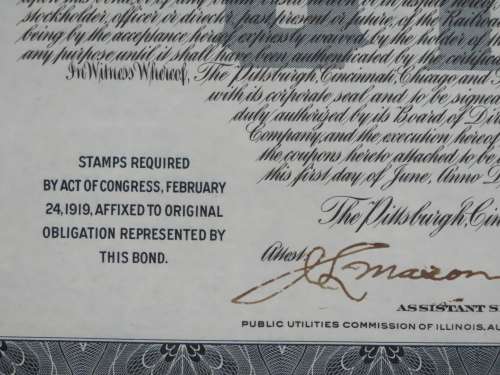 stockholder, officer or director, past, present or future, of the Railroad
being by the acceptance hereof expressly waived by the holder of
any purpose until it shall have been authenticated by the certificate
In Witness Whereof, The Pittsburgh, Cincinnati, Chicago and
with its corporate seal and to be signed
duly authorized by its Board of Dir
Company, and the execution hereof
the coupons hereto attached to be
this first day of June, Anno D
The Pittsburgh, Cin
STAMPS REQUIRED
BY ACT OF CONGRESS, FEBRUARY
24, 1919, AFFIXED TO ORIGINAL
OBLIGATION REPRESENTED BY
THIS BOND.
Attest:
ASSISTANT S
PUBLIC UTILITIES COMMISSION OF ILLINOIS, AU